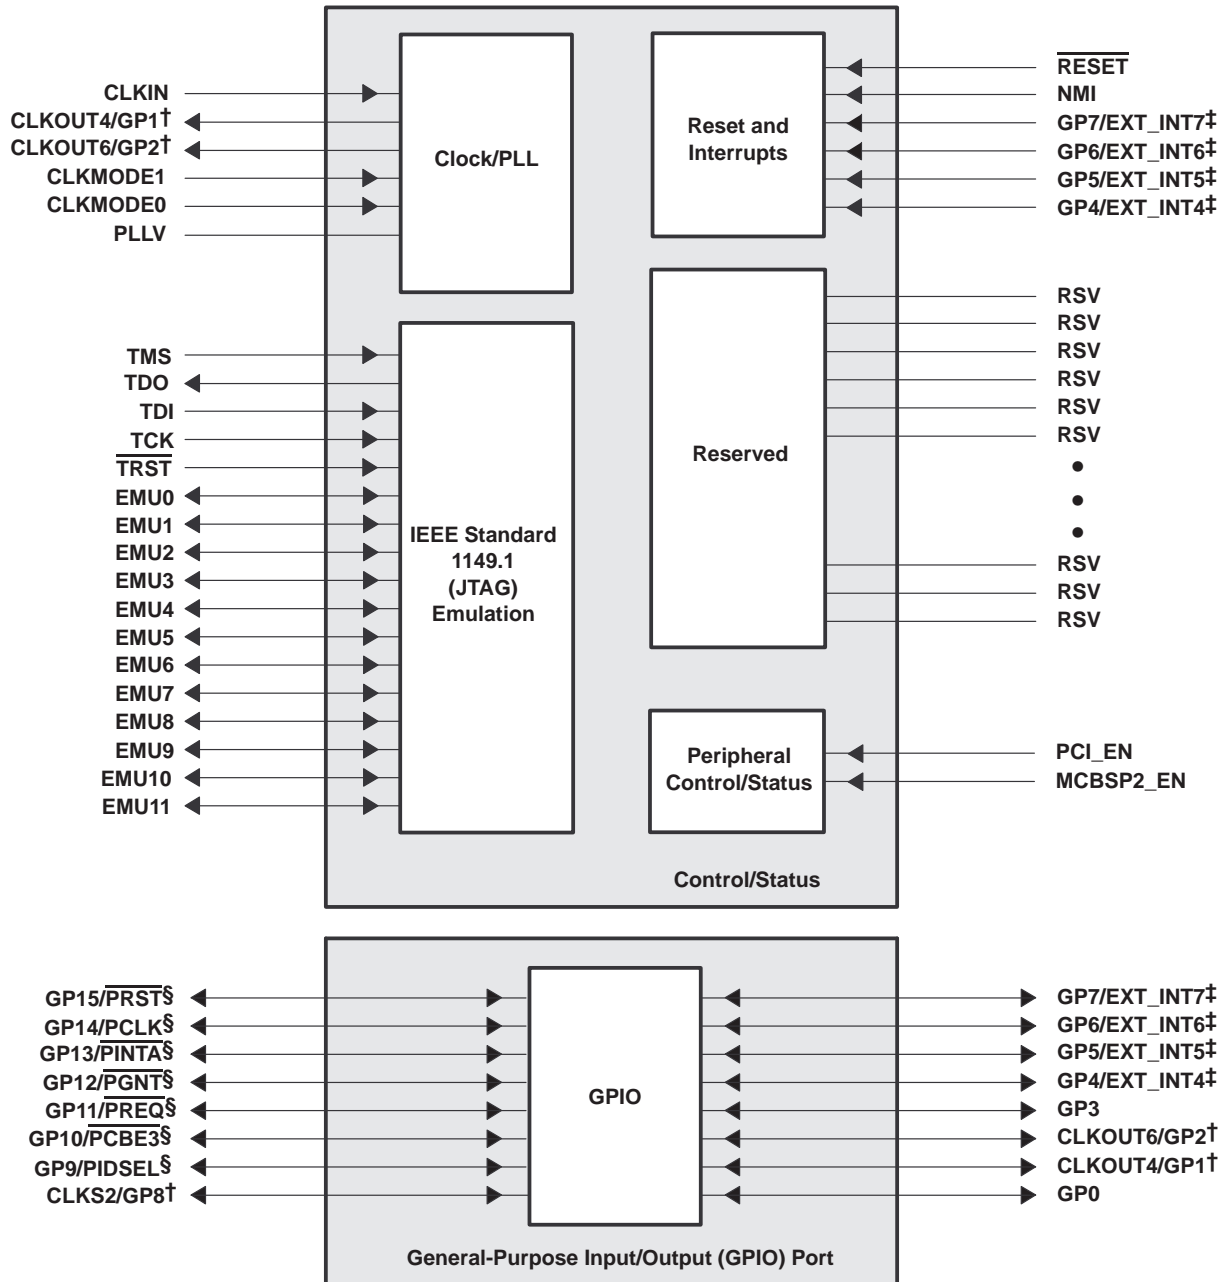 CLKIN
CLKOUT4/GP1†
CLKOUT6/GP2†
CLKMODE1
CLKMODE0
PLLV
Clock/PLL
Reset and
Interrupts
RESET
NMI
GP7/EXT_INT7‡
GP6/EXT_INT6‡
GP5/EXT_INT5‡
GP4/EXT_INT4‡
TMS
TDO
TDI
TCK
TRST
EMU0
EMU1
EMU2
EMU3
EMU4
EMU5
EMU6
EMU7
EMU8
EMU9
EMU10
EMU11
IEEE Standard
1149.1
(JTAG)
Emulation
Reserved
RSV
RSV
RSV
RSV
RSV
RSV
RSV
RSV
RSV
Peripheral
Control/Status
PCI_EN
MCBSP2_EN
Control/Status
GP15/PRST§
GP14/PCLK§
GP13/PINTA§
GP12/PGNT§
GP11/PREQ§
GP10/PCBE3§
GP9/PIDSEL§
CLKS2/GP8†
GPIO
GP7/EXT_INT7‡
GP6/EXT_INT6‡
GP5/EXT_INT5‡
GP4/EXT_INT4‡
GP3
CLKOUT6/GP2†
CLKOUT4/GP1†
GP0
General-Purpose Input/Output (GPIO) Port